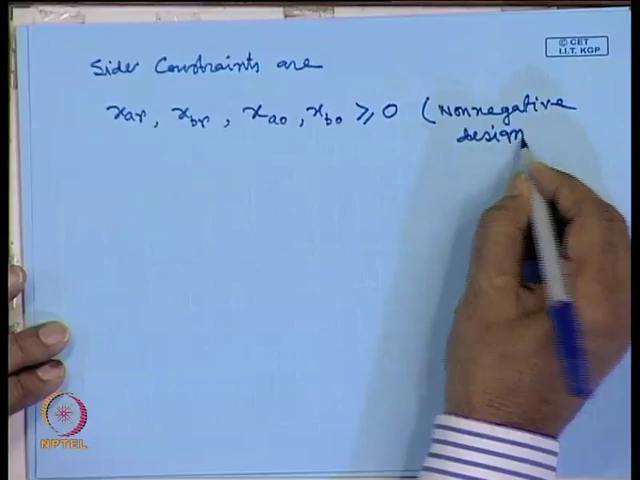 © CET
I.I.T. KGP
Side Constraints are
xar, xbr, xao, xbo ≥ 0 (Nonnegative
design
NPTEL